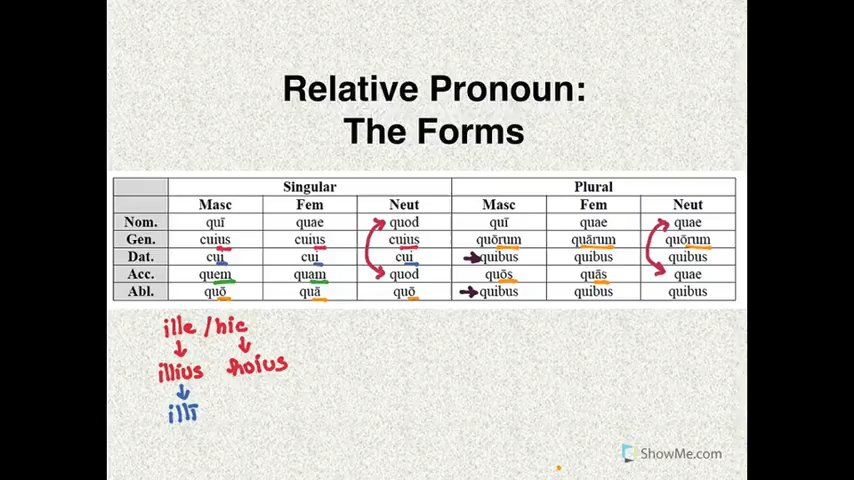 Relative Pronoun:
The Forms
Singular Plural
Masc Fem Neut Masc Fem Neut
Nom. quī quae quod quī quae quae
Gen. cuius cuius cuius quōrum quārum quōrum
Dat. cui cui cui quibus quibus quibus
Acc. quem quam quod quōs quās quae
Abl. quō quā quō quibus quibus quibus
ille / hic
illius hoius
illī
ShowMe.com